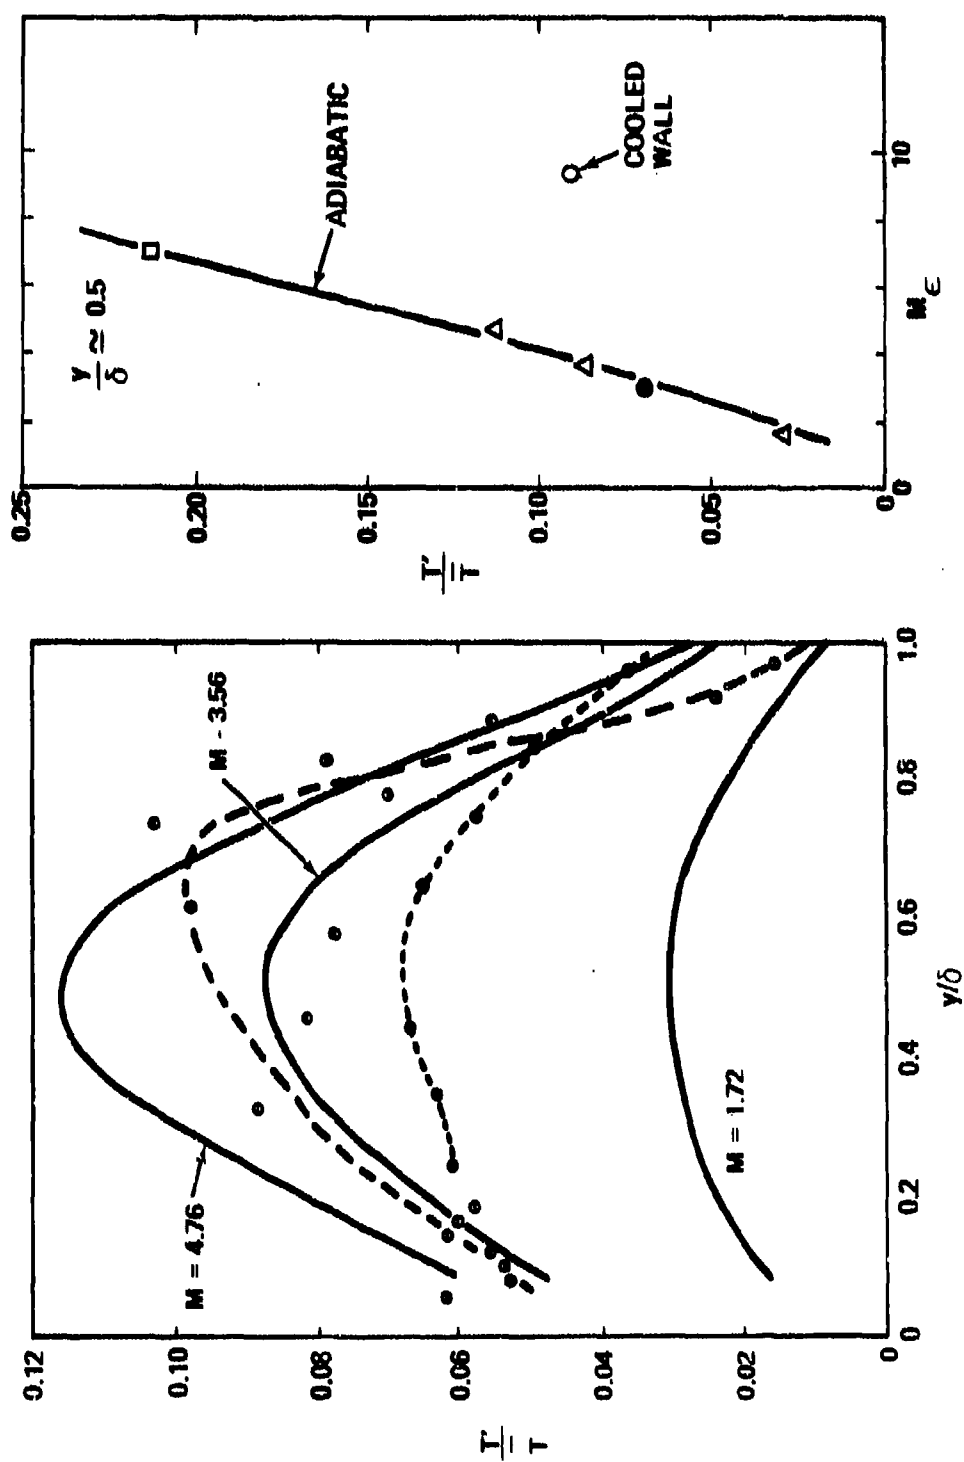 T'
T
0.12
0.10
0.08
0.06
0.04
0.02
0
M = 4.76
M - 3.56
M = 1.72
0
0.2
0.4
0.6
0.8
1.0
y/δ
T'
T
0.25
0.20
0.15
0.10
0.05
0
y
δ
≃ 0.5
ADIABATIC
COOLED
WALL
0
10
M ϵ